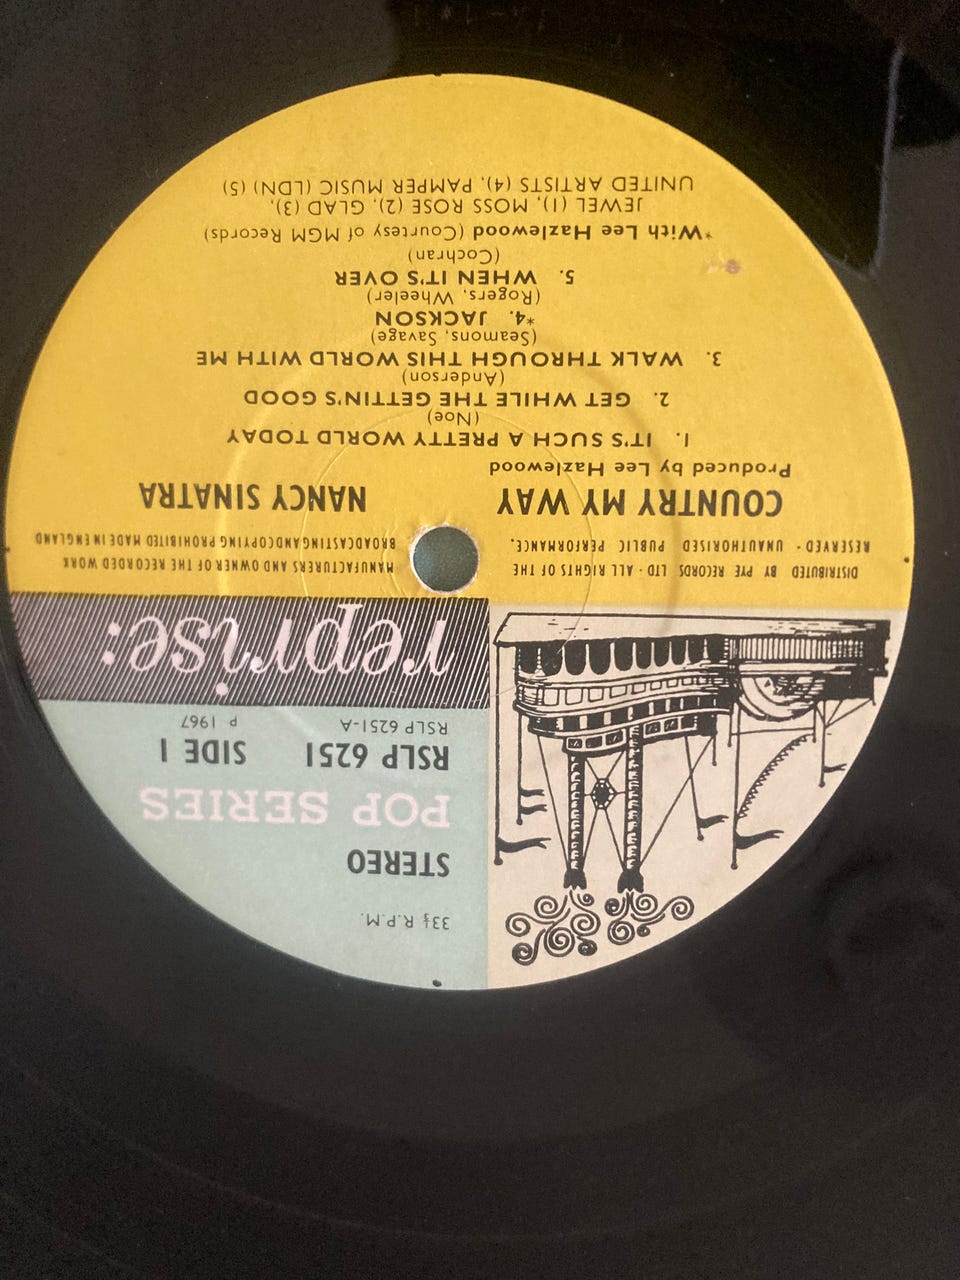 33⅓ R.P.M.
STEREO
POP SERIES
RSLP 6251 SIDE 1
RSLP 6251-A P 1967
reprise:
DISTRIBUTED BY PYE RECORDS LTD · ALL RIGHTS OF THE MANUFACTURERS AND OWNER OF THE RECORDED WORK
RESERVED · UNAUTHORISED PUBLIC PERFORMANCE, BROADCASTING AND COPYING PROHIBITED MADE IN ENGLAND
COUNTRY MY WAY NANCY SINATRA
Produced by Lee Hazlewood
1. IT'S SUCH A PRETTY WORLD TODAY
(Noe)
2. GET WHILE THE GETTIN'S GOOD
(Anderson)
3. WALK THROUGH THIS WORLD WITH ME
(Seamons, Savage)
*4. JACKSON
(Rogers, Wheeler)
5. WHEN IT'S OVER
(Cochran)
*With Lee Hazlewood (Courtesy of MGM Records)
JEWEL (1), MOSS ROSE (2), GLAD (3),
UNITED ARTISTS (4), PAMPER MUSIC (LDN) (5)